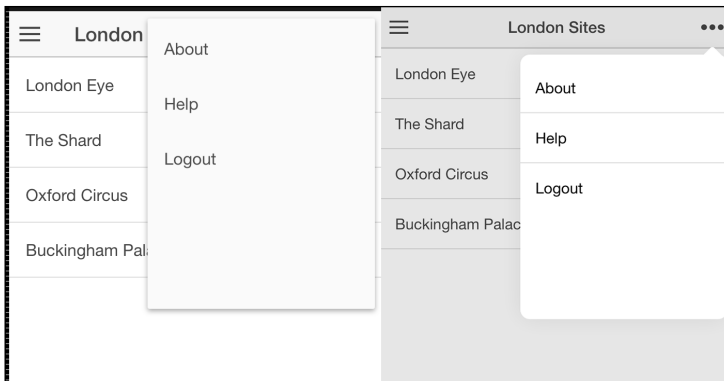 London
About
Help
Logout
London Eye
The Shard
Oxford Circus
Buckingham Pal
London Sites
London Eye
The Shard
Oxford Circus
Buckingham Palac
About
Help
Logout